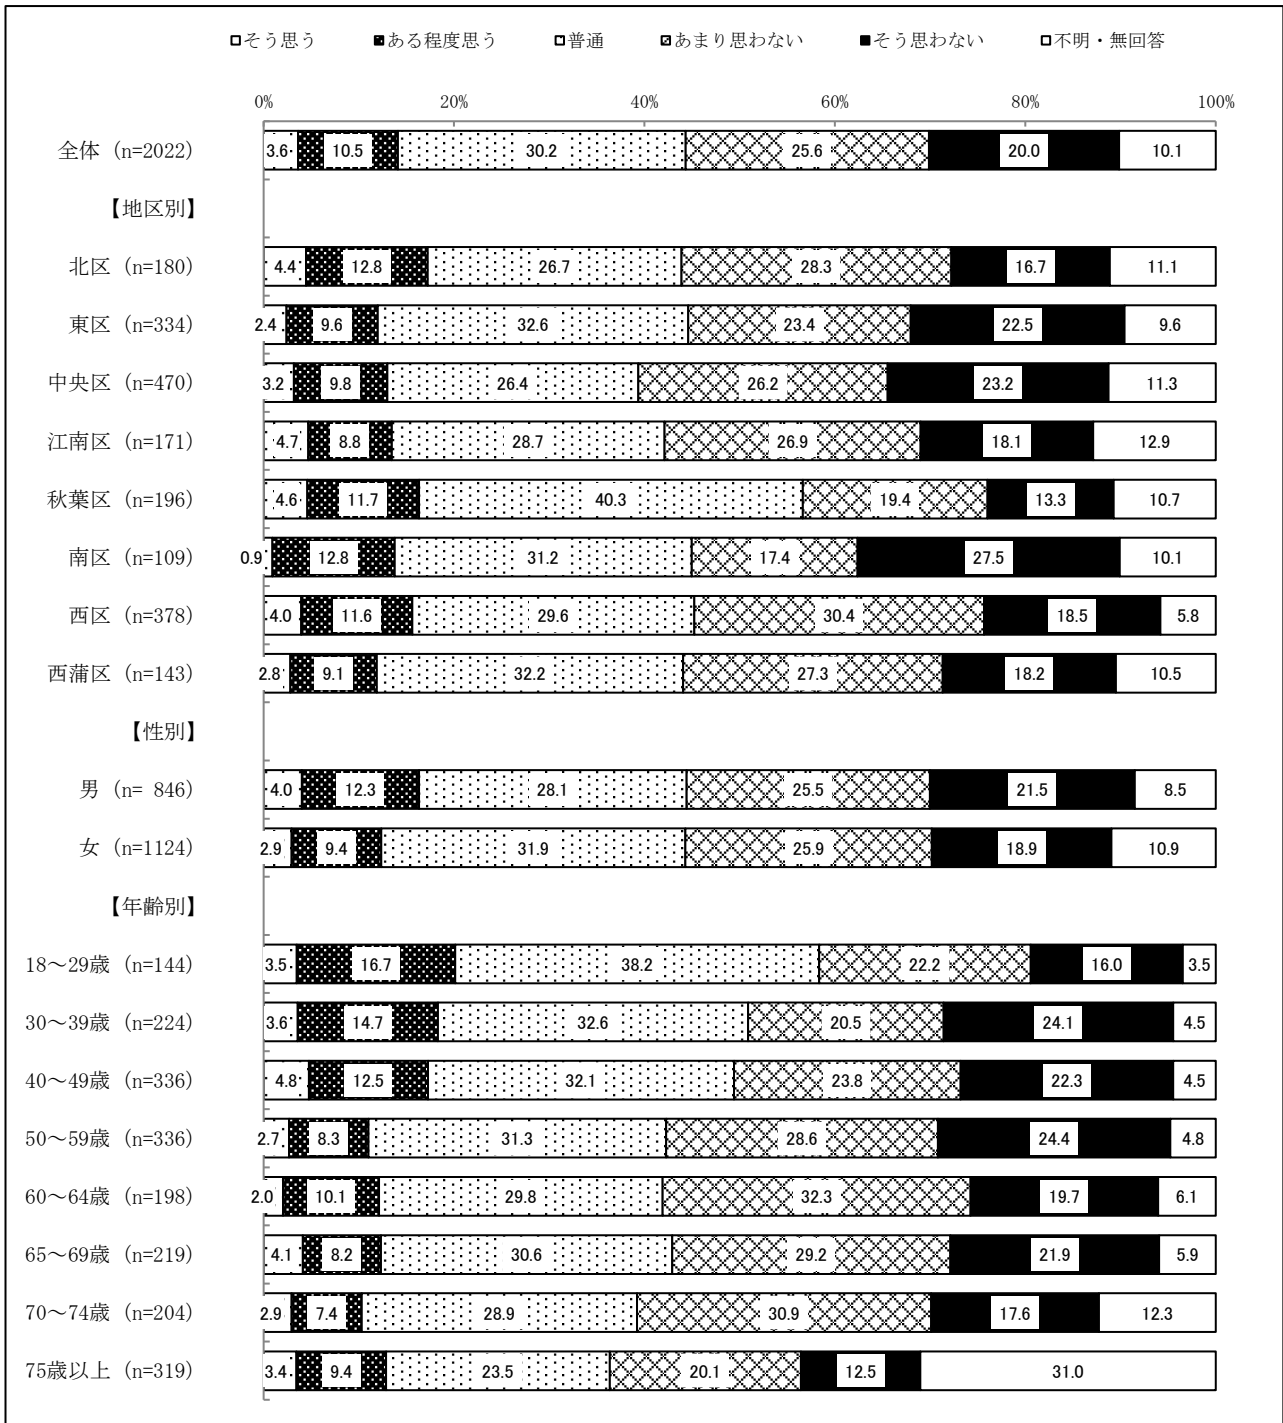 □そう思う ■ある程度思う □普通 ☒あまり思わない ■そう思わない □不明・無回答
0% 20% 40% 60% 80% 100%
全体 (n=2022) 3.6 10.5 30.2 25.6 20.0 10.1
【地区別】
北区 (n=180) 4.4 12.8 26.7 28.3 16.7 11.1
東区 (n=334) 2.4 9.6 32.6 23.4 22.5 9.6
中央区 (n=470) 3.2 9.8 26.4 26.2 23.2 11.3
江南区 (n=171) 4.7 8.8 28.7 26.9 18.1 12.9
秋葉区 (n=196) 4.6 11.7 40.3 19.4 13.3 10.7
南区 (n=109) 0.9 12.8 31.2 17.4 27.5 10.1
西区 (n=378) 4.0 11.6 29.6 30.4 18.5 5.8
西蒲区 (n=143) 2.8 9.1 32.2 27.3 18.2 10.5
【性別】
男 (n= 846) 4.0 12.3 28.1 25.5 21.5 8.5
女 (n=1124) 2.9 9.4 31.9 25.9 18.9 10.9
【年齢別】
18～29歳 (n=144) 3.5 16.7 38.2 22.2 16.0 3.5
30～39歳 (n=224) 3.6 14.7 32.6 20.5 24.1 4.5
40～49歳 (n=336) 4.8 12.5 32.1 23.8 22.3 4.5
50～59歳 (n=336) 2.7 8.3 31.3 28.6 24.4 4.8
60～64歳 (n=198) 2.0 10.1 29.8 32.3 19.7 6.1
65～69歳 (n=219) 4.1 8.2 30.6 29.2 21.9 5.9
70～74歳 (n=204) 2.9 7.4 28.9 30.9 17.6 12.3
75歳以上 (n=319) 3.4 9.4 23.5 20.1 12.5 31.0